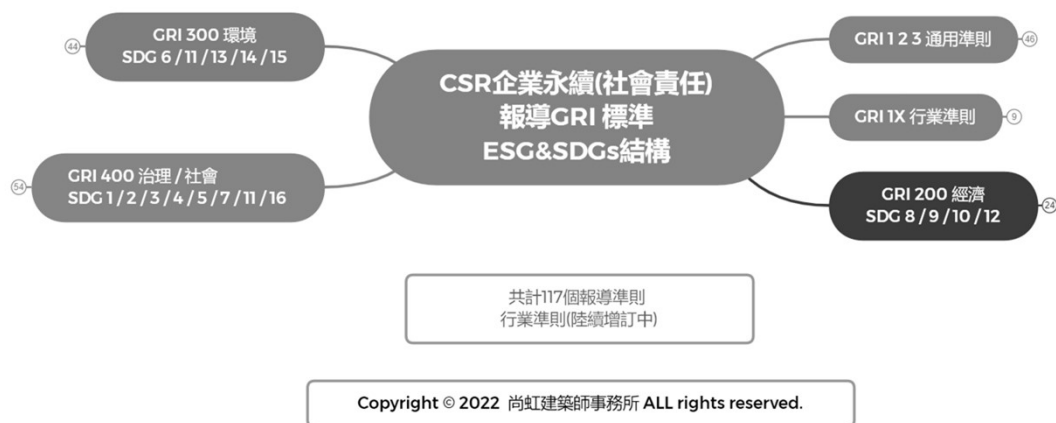 GRI 300 環境
SDG 6 / 11 / 13 / 14 / 15
44
GRI 400 治理 / 社會
SDG 1 / 2 / 3 / 4 / 5 / 7 / 11 / 16
54
CSR企業永續(社會責任)
報導GRI 標準
ESG&SDGs結構
GRI 1 2 3 通用準則
46
GRI 1X 行業準則
9
GRI 200 經濟
SDG 8 / 9 / 10 / 12
24
共計117個報導準則
行業準則(陸續增訂中)
Copyright © 2022 尚虹建築師事務所 ALL rights reserved.